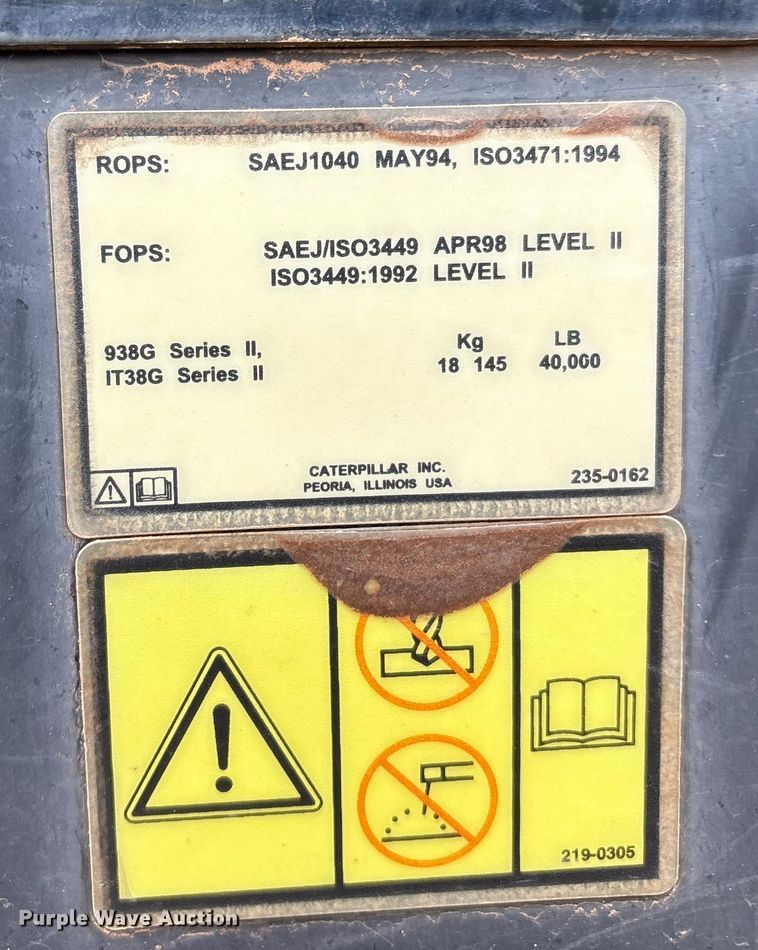 ROPS: SAEJ1040 MAY94, ISO3471:1994
FOPS: SAEJ/ISO3449 APR98 LEVEL II
ISO3449:1992 LEVEL II
Kg LB
938G Series II, 18 145 40,000
IT38G Series II
CATERPILLAR INC.
PEORIA, ILLINOIS USA
235-0162
219-0305
Purple Wave Auction